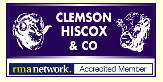 CLEMSON
HISCOX
& CO
rma network. Accredited Member